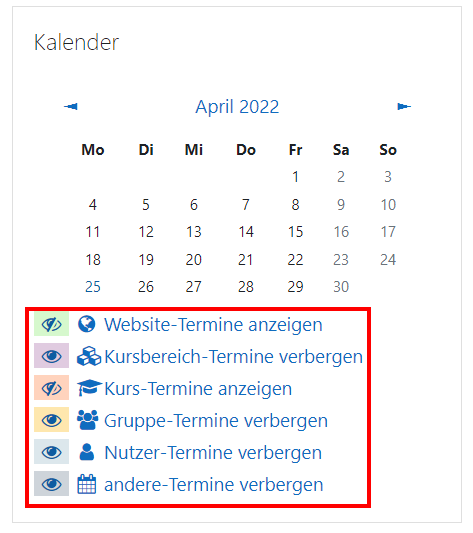 Kalender
◄ April 2022 ►
Mo Di Mi Do Fr Sa So
1 2 3
4 5 6 7 8 9 10
11 12 13 14 15 16 17
18 19 20 21 22 23 24
25 26 27 28 29 30
Website-Termine anzeigen
Kursbereich-Termine verbergen
Kurs-Termine anzeigen
Gruppe-Termine verbergen
Nutzer-Termine verbergen
andere-Termine verbergen